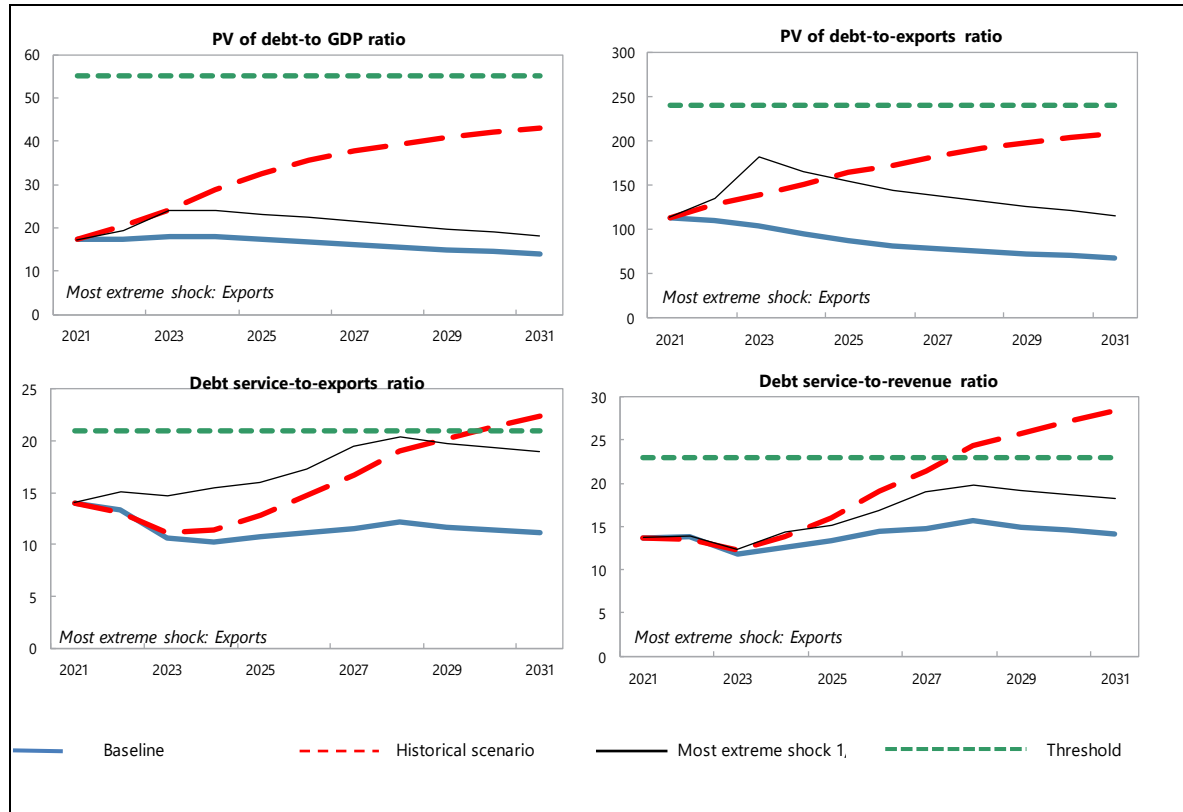 PV of debt-to GDP ratio
60
50
40
30
20
10
0
Most extreme shock: Exports
2021 2023 2025 2027 2029 2031
PV of debt-to-exports ratio
300
250
200
150
100
50
0
Most extreme shock: Exports
2021 2023 2025 2027 2029 2031
Debt service-to-exports ratio
25
20
15
10
5
0
Most extreme shock: Exports
2021 2023 2025 2027 2029 2031
Debt service-to-revenue ratio
30
25
20
15
10
5
0
Most extreme shock: Exports
2021 2023 2025 2027 2029 2031
Baseline Historical scenario Most extreme shock 1, Threshold